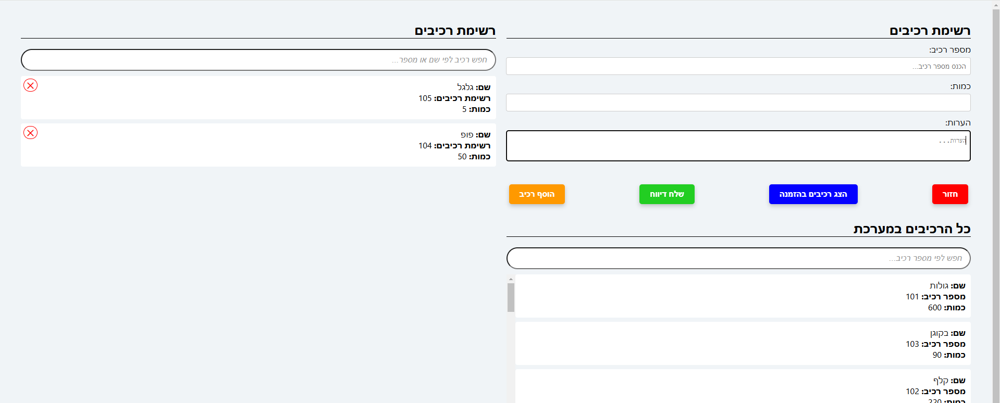 רשימת רכיבים
מספר רכיב:
הכנס מספר רכיב...
כמות:
הערות:
הערות...
חזור
הצג רכיבים בהזמנה
שלח דיווח
הוסף רכיב
כל הרכיבים במערכת
חפש לפי מספר רכיב...
שם: גולות
מספר רכיב: 101
כמות: 600
שם: בקוגן
מספר רכיב: 103
כמות: 90
שם: קלף
מספר רכיב: 102
כמות: 220
רשימת רכיבים
חפש רכיב לפי שם או מספר...
שם: גלגל
רשימת רכיבים: 105
כמות: 5
שם: פופ
רשימת רכיבים: 104
כמות: 50